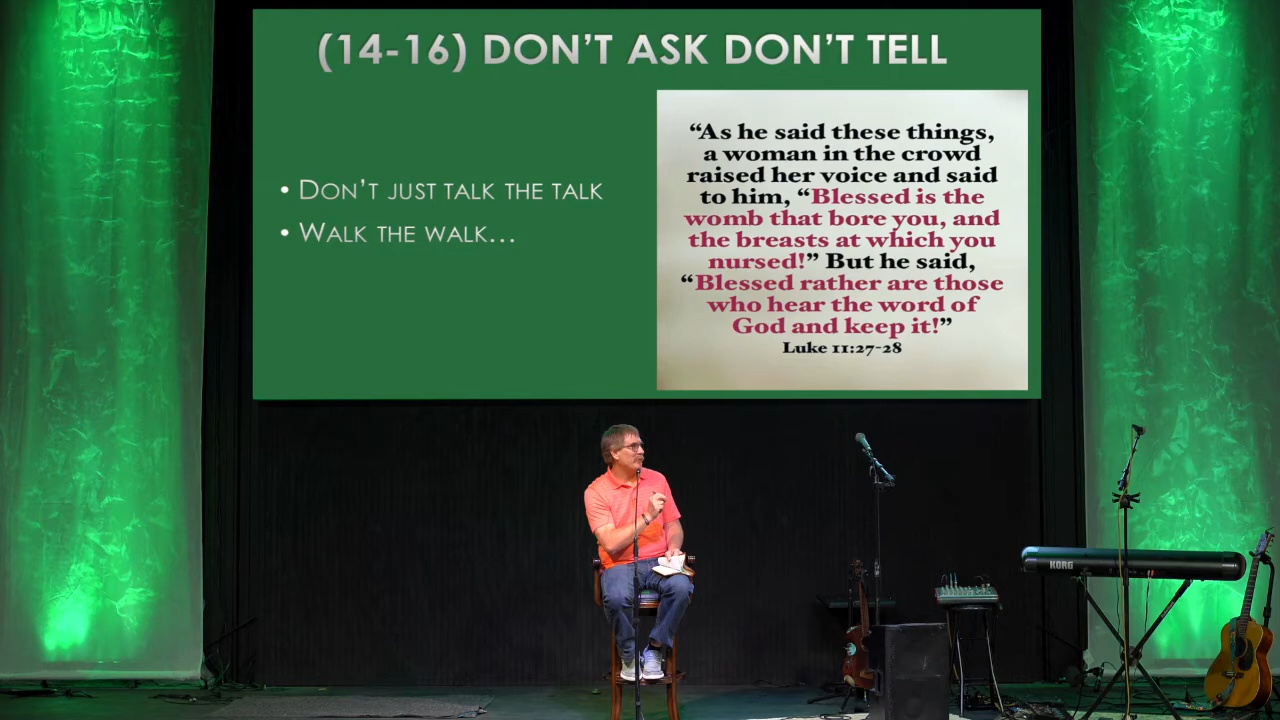 (14-16) DON'T ASK DON'T TELL
• DON'T JUST TALK THE TALK
• WALK THE WALK...
“As he said these things,
a woman in the crowd
raised her voice and said
to him, “Blessed is the
womb that bore you, and
the breasts at which you
nursed!” But he said,
“Blessed rather are those
who hear the word of
God and keep it!”
Luke 11:27-28
KORG